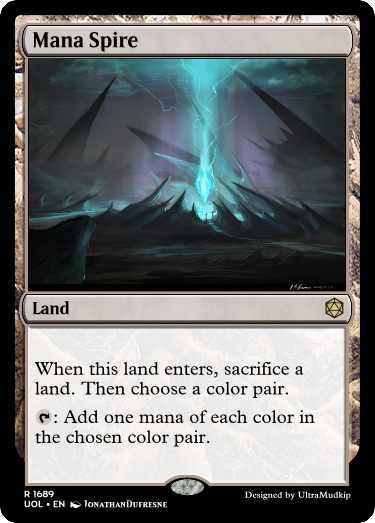 Mana Spire
Land
When this land enters, sacrifice a
land. Then choose a color pair.
: Add one mana of each color in
the chosen color pair.
R 1689
UOL • EN JonathanDufresne
Designed by UltraMudkip